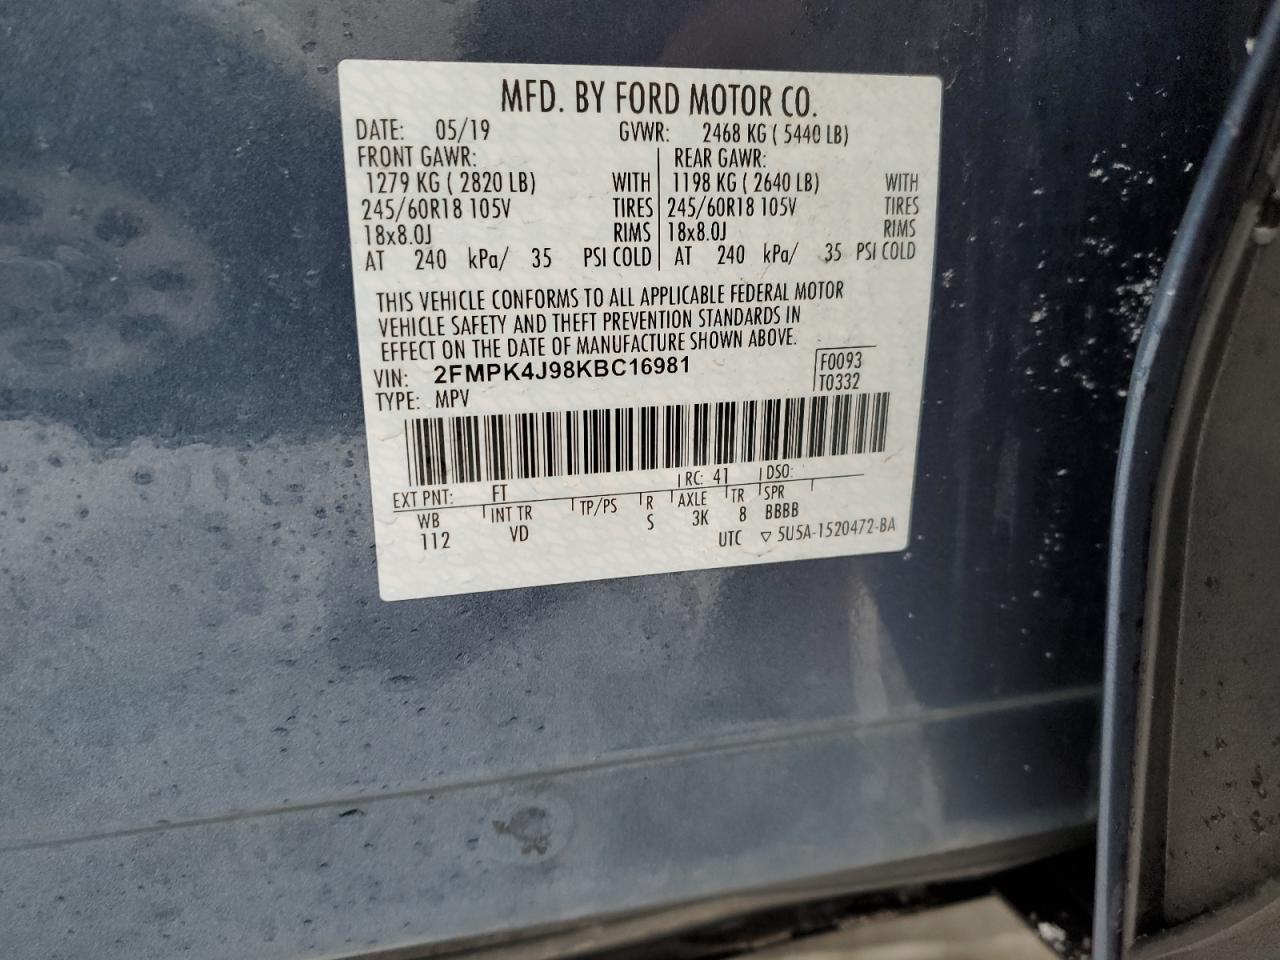 MFD. BY FORD MOTOR CO.
DATE: 05/19 GVWR: 2468 KG ( 5440 LB)
FRONT GAWR: REAR GAWR:
1279 KG ( 2820 LB) WITH 1198 KG ( 2640 LB) WITH
245/60R18 105V TIRES 245/60R18 105V TIRES
18x8.0J RIMS 18x8.0J RIMS
AT 240 kPa/ 35 PSI COLD AT 240 kPa/ 35 PSI COLD
THIS VEHICLE CONFORMS TO ALL APPLICABLE FEDERAL MOTOR
VEHICLE SAFETY AND THEFT PREVENTION STANDARDS IN
EFFECT ON THE DATE OF MANUFACTURE SHOWN ABOVE.
VIN: 2FMPK4J98KBC16981 F0093
TYPE: MPV T0332
EXT PNT: FT RC: 41 DSO:
WB INT TR TP/PS R AXLE TR SPR
112 VD S 3K 8 BBBB
UTC ▽ 5U5A-1520472-BA